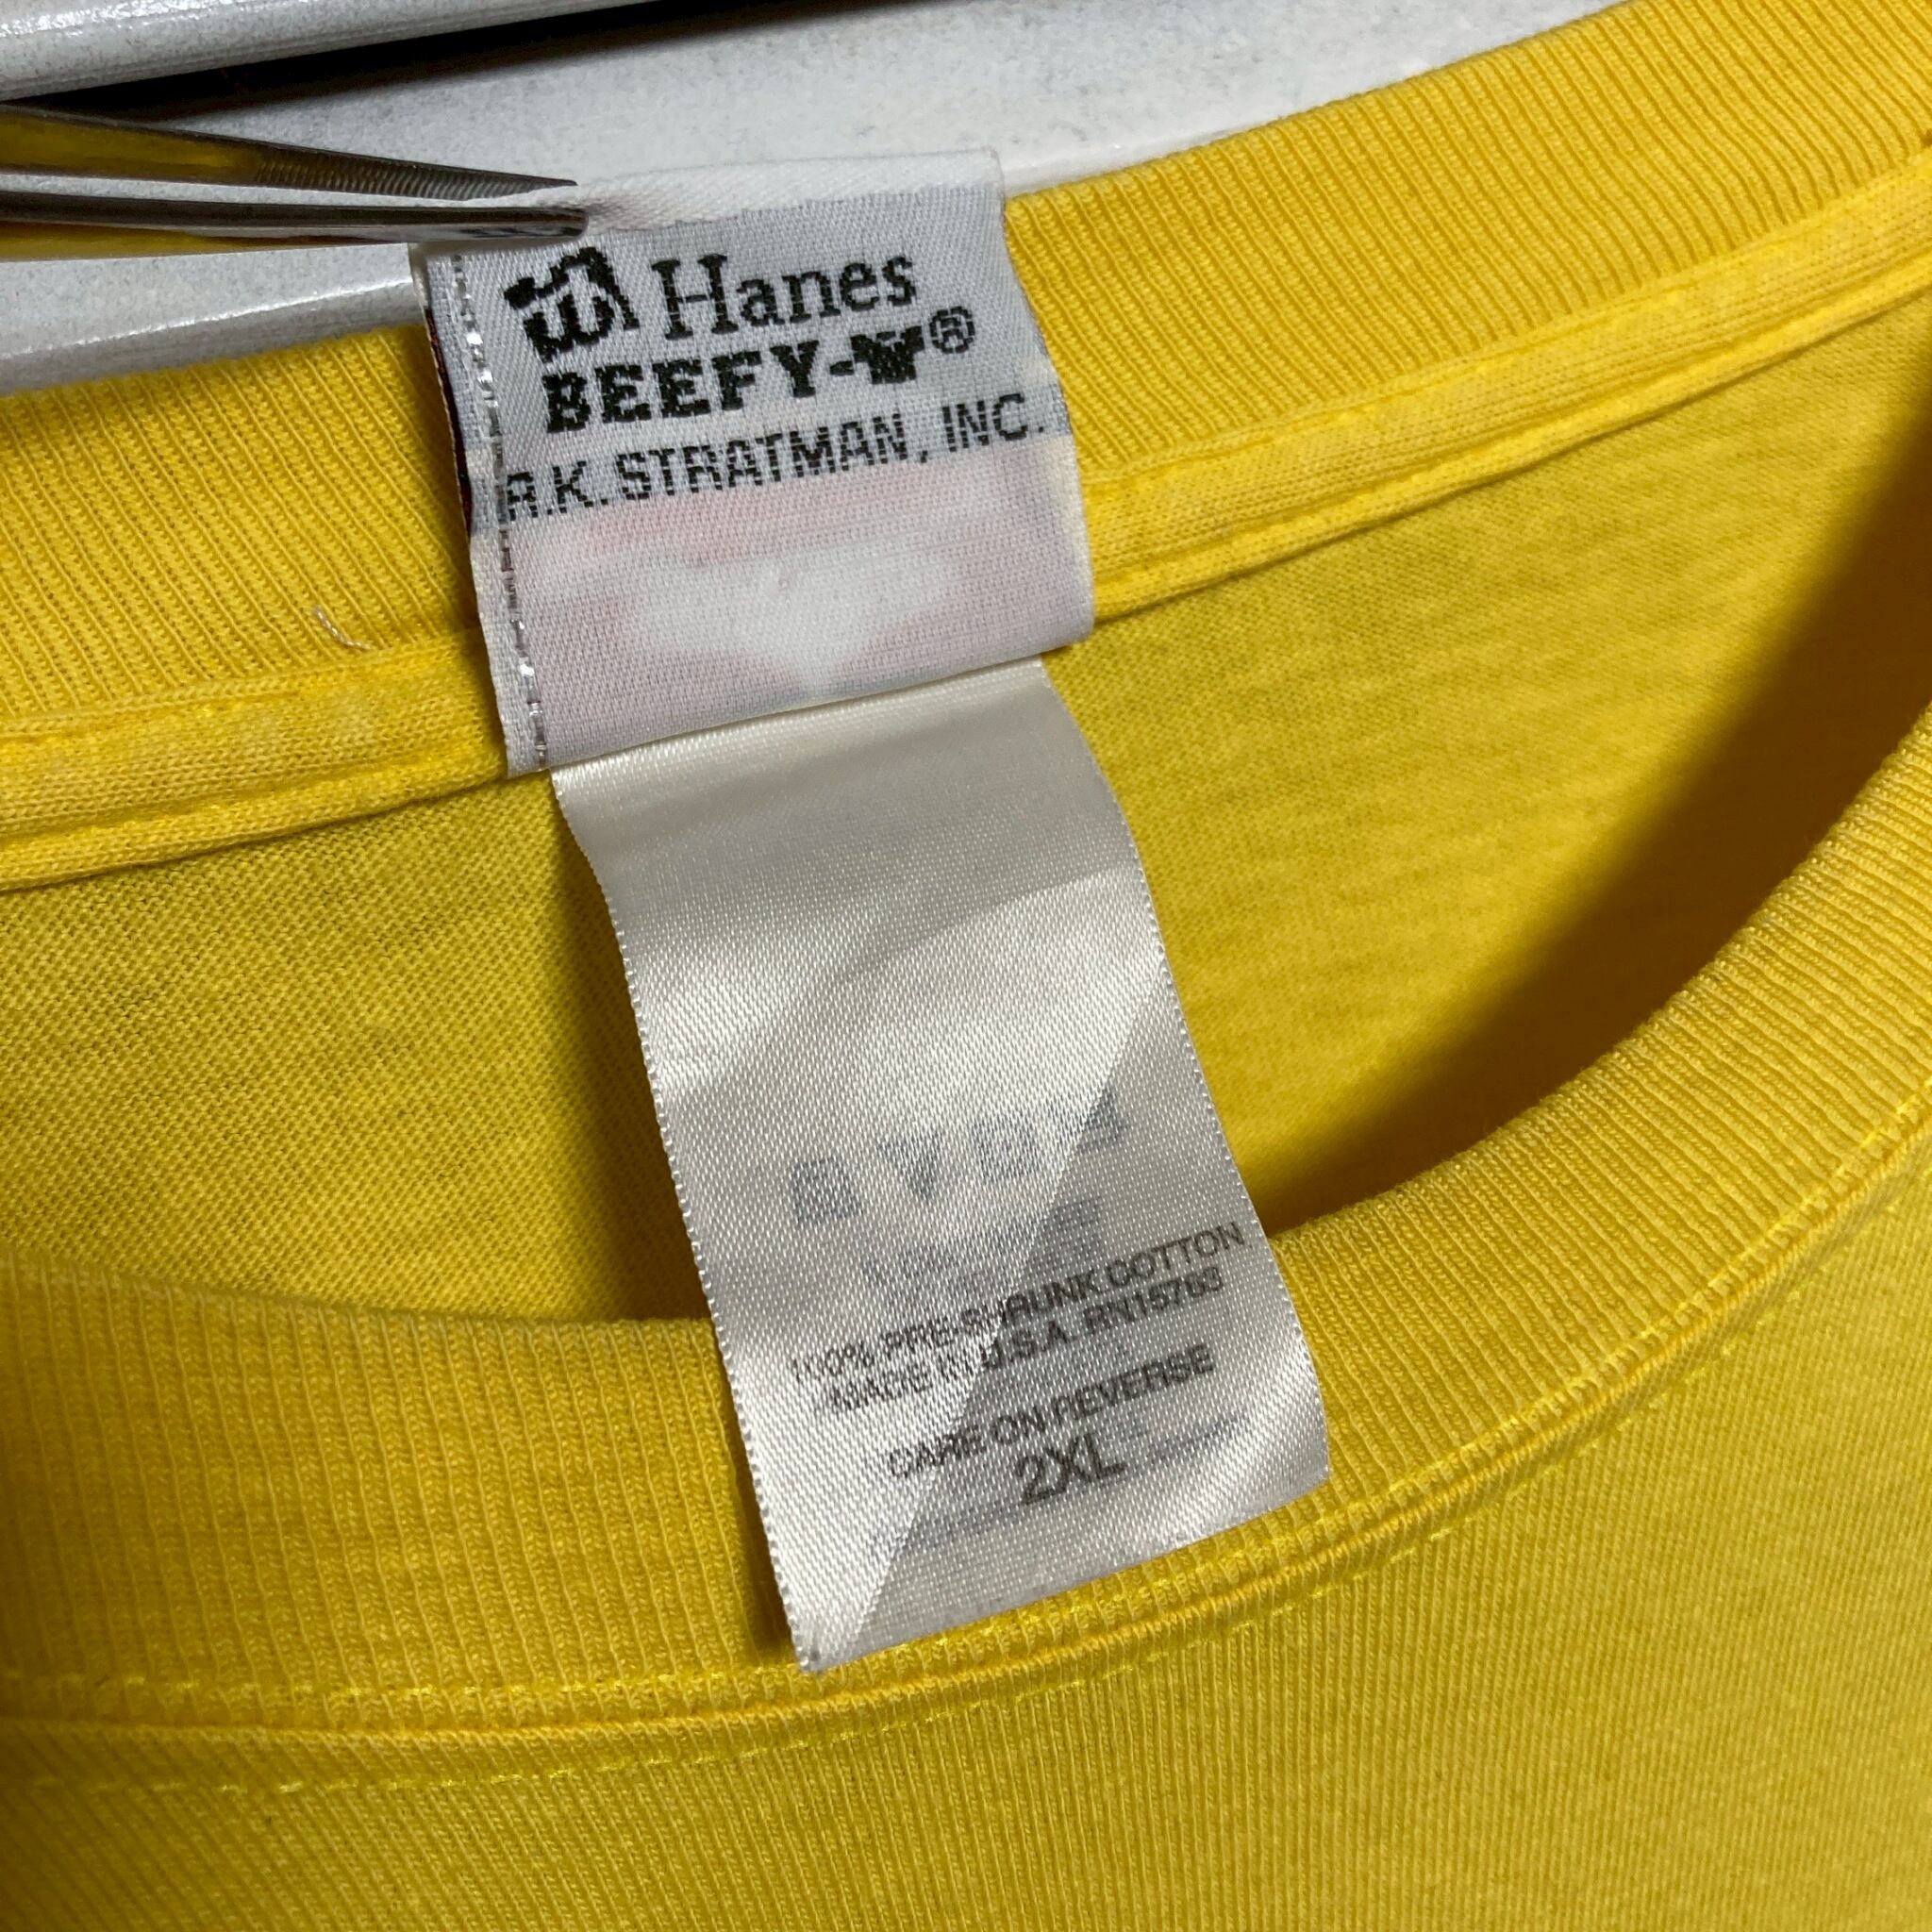 Hanes
BEEFY-T®
R.K. STRATMAN, INC.
100% PRE-SHRUNK COTTON
MADE IN U.S.A. RN15763
CARE ON REVERSE
2XL